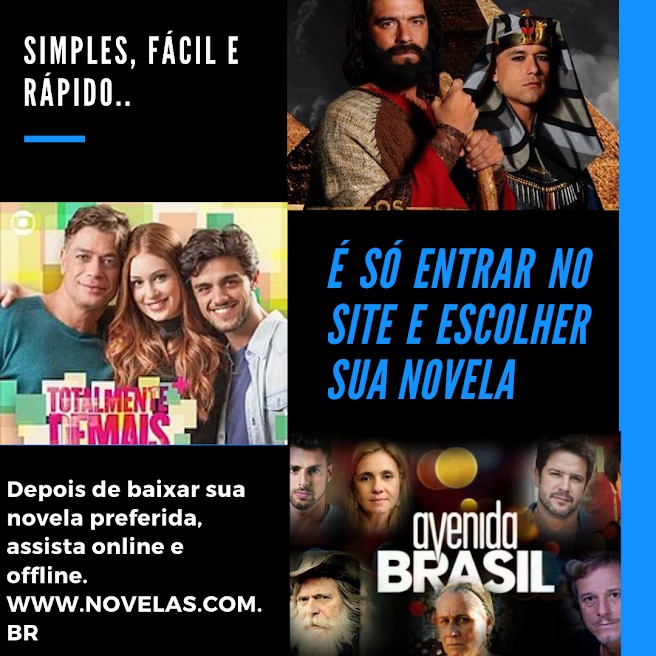 SIMPLES, FÁCIL E
RÁPIDO..
TOTALMENTE
DEMAIS
É SÓ ENTRAR NO
SITE E ESCOLHER
SUA NOVELA
avenida
BRASIL
Depois de baixar sua
novela preferida,
assista online e
offline.
WWW.NOVELAS.COM.
BR